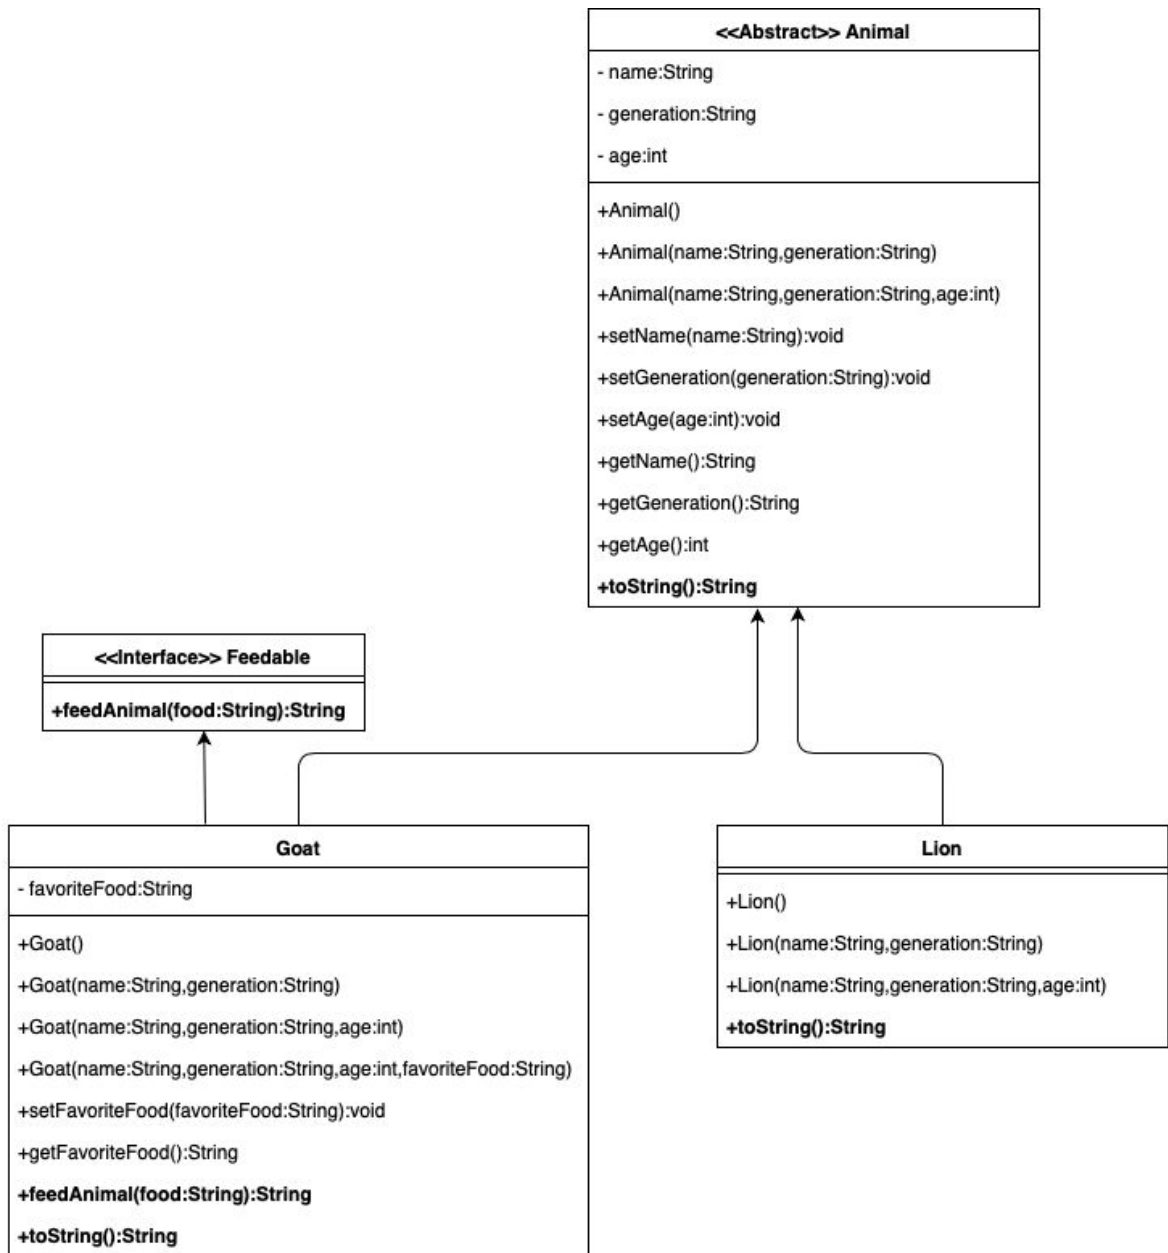 <<Abstract>> Animal
- name:String
- generation:String
- age:int
+Animal()
+Animal(name:String,generation:String)
+Animal(name:String,generation:String,age:int)
+setName(name:String):void
+setGeneration(generation:String):void
+setAge(age:int):void
+getName():String
+getGeneration():String
+getAge():int
+toString():String
<<Interface>> Feedable
+feedAnimal(food:String):String
Goat
- favoriteFood:String
+Goat()
+Goat(name:String,generation:String)
+Goat(name:String,generation:String,age:int)
+Goat(name:String,generation:String,age:int,favoriteFood:String)
+setFavoriteFood(favoriteFood:String):void
+getFavoriteFood():String
+feedAnimal(food:String):String
+toString():String
Lion
+Lion()
+Lion(name:String,generation:String)
+Lion(name:String,generation:String,age:int)
+toString():String